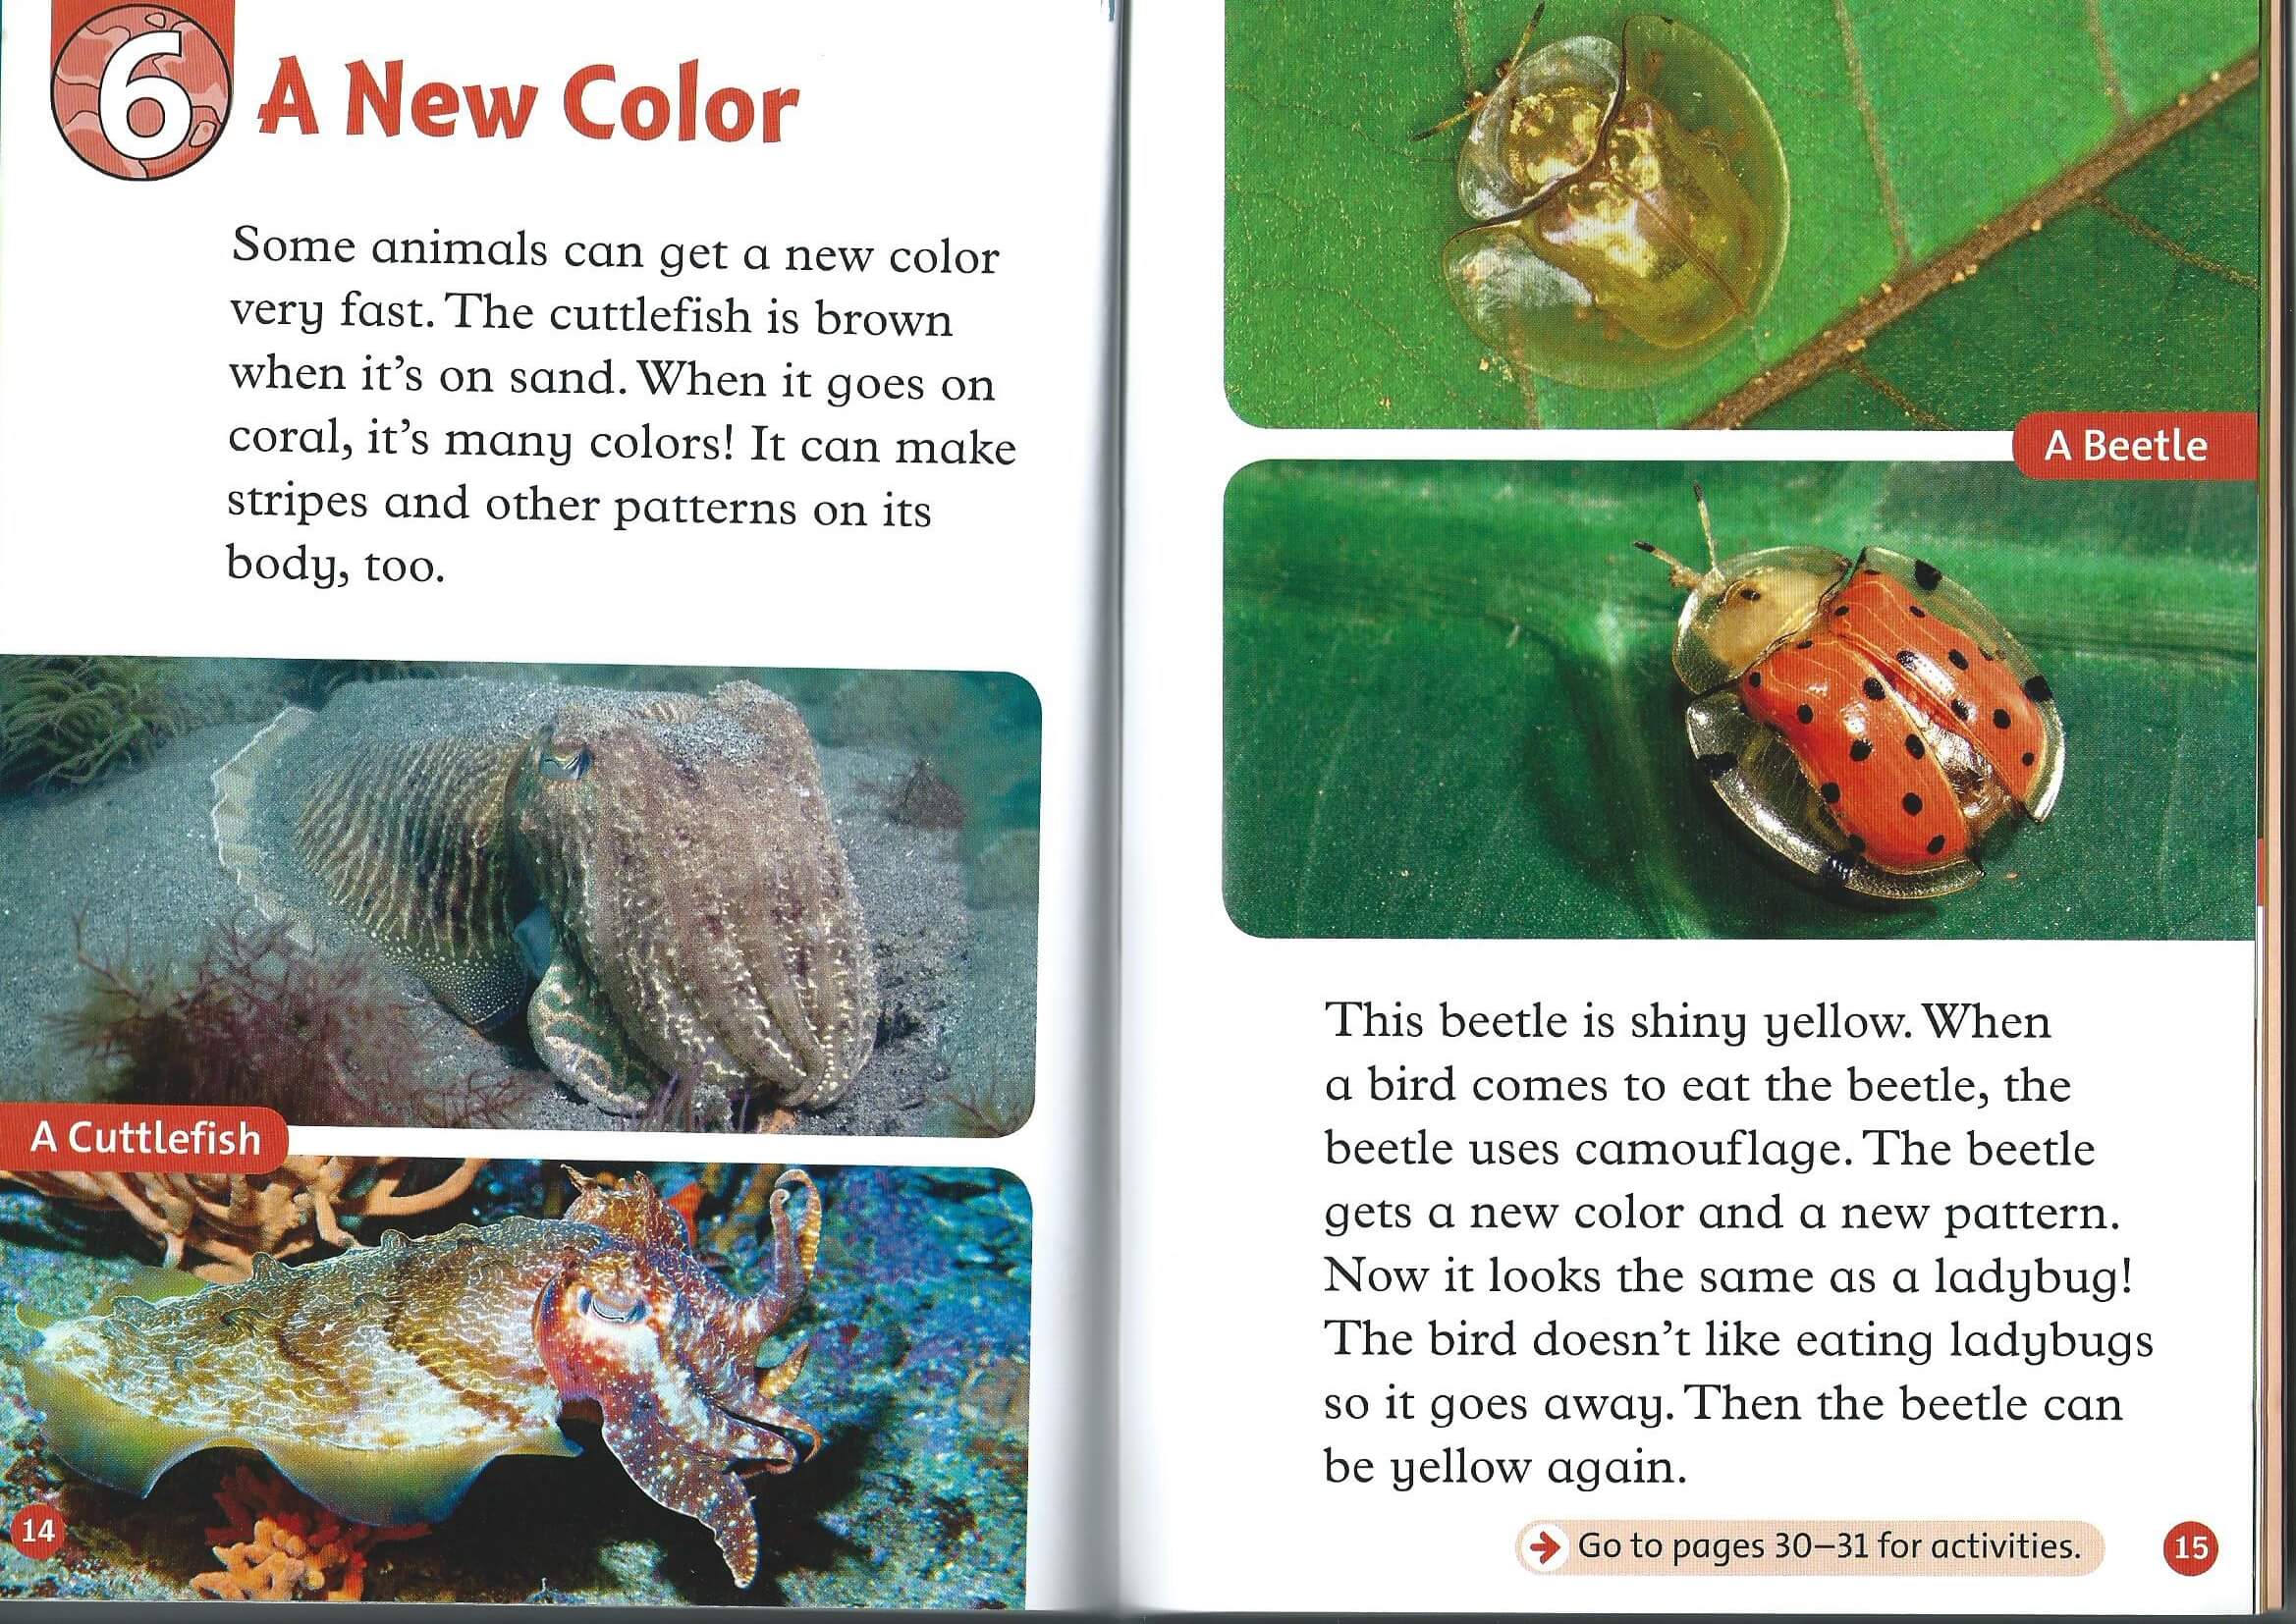 6
A New Color
Some animals can get a new color
very fast. The cuttlefish is brown
when it's on sand. When it goes on
coral, it's many colors! It can make
stripes and other patterns on its
body, too.
A Cuttlefish
14
A Beetle
This beetle is shiny yellow. When
a bird comes to eat the beetle, the
beetle uses camouflage. The beetle
gets a new color and a new pattern.
Now it looks the same as a ladybug!
The bird doesn't like eating ladybugs
so it goes away. Then the beetle can
be yellow again.
Go to pages 30–31 for activities.
15